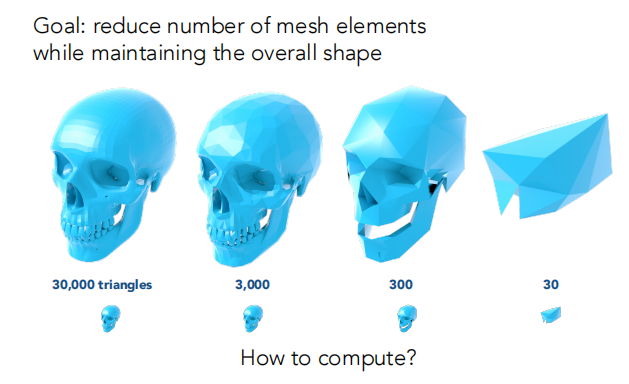 Goal: reduce number of mesh elements
while maintaining the overall shape
30,000 triangles
3,000
300
30
How to compute?